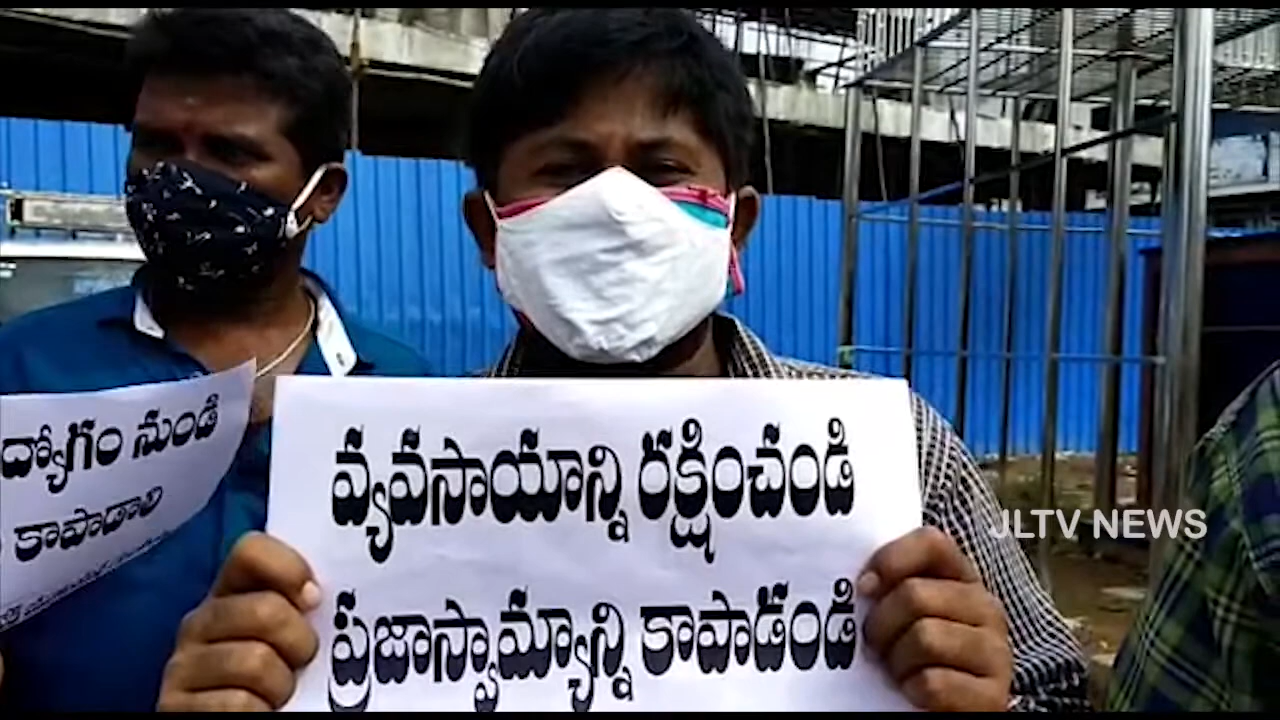 వ్యవసాయాన్ని రక్షించండి
ప్రజాస్వామ్యాన్ని కాపాడండి
ద్యోగం నుండి
కాపాడాలి
JLTV NEWS